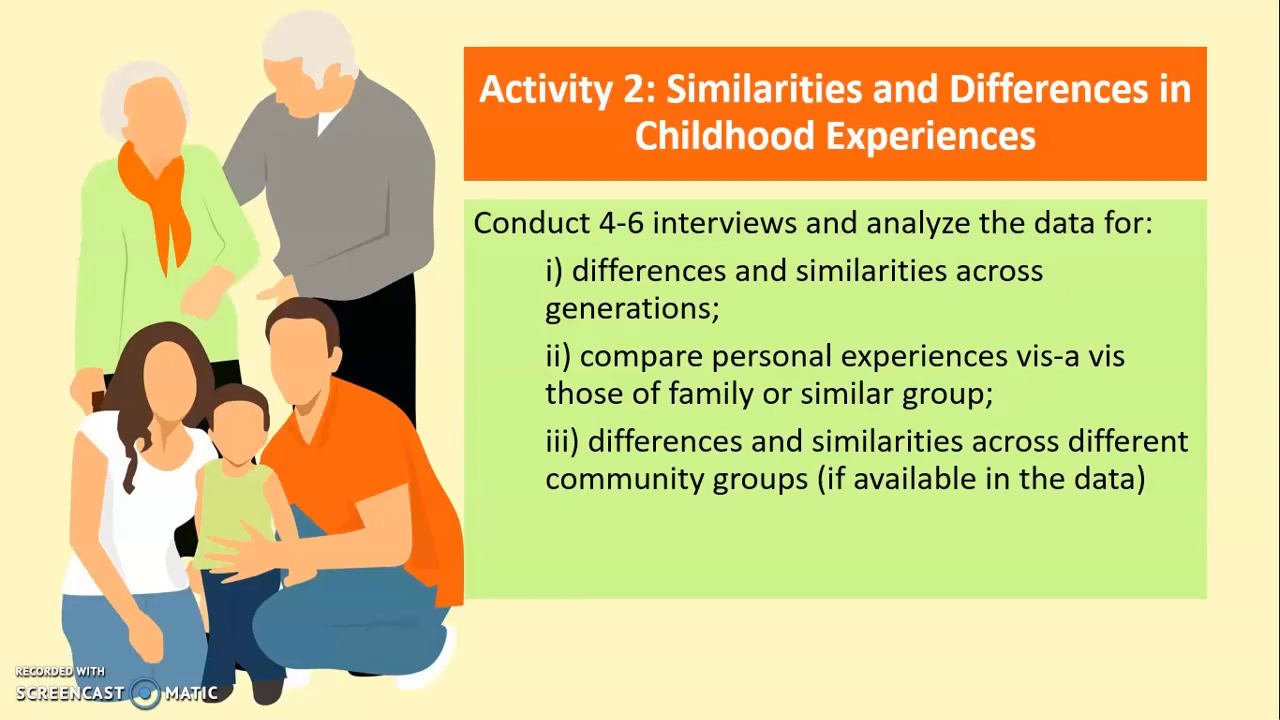 Activity 2: Similarities and Differences in
Childhood Experiences
Conduct 4-6 interviews and analyze the data for:
i) differences and similarities across
generations;
ii) compare personal experiences vis-a vis
those of family or similar group;
iii) differences and similarities across different
community groups (if available in the data)
RECORDED WITH
SCREENCAST MATIC